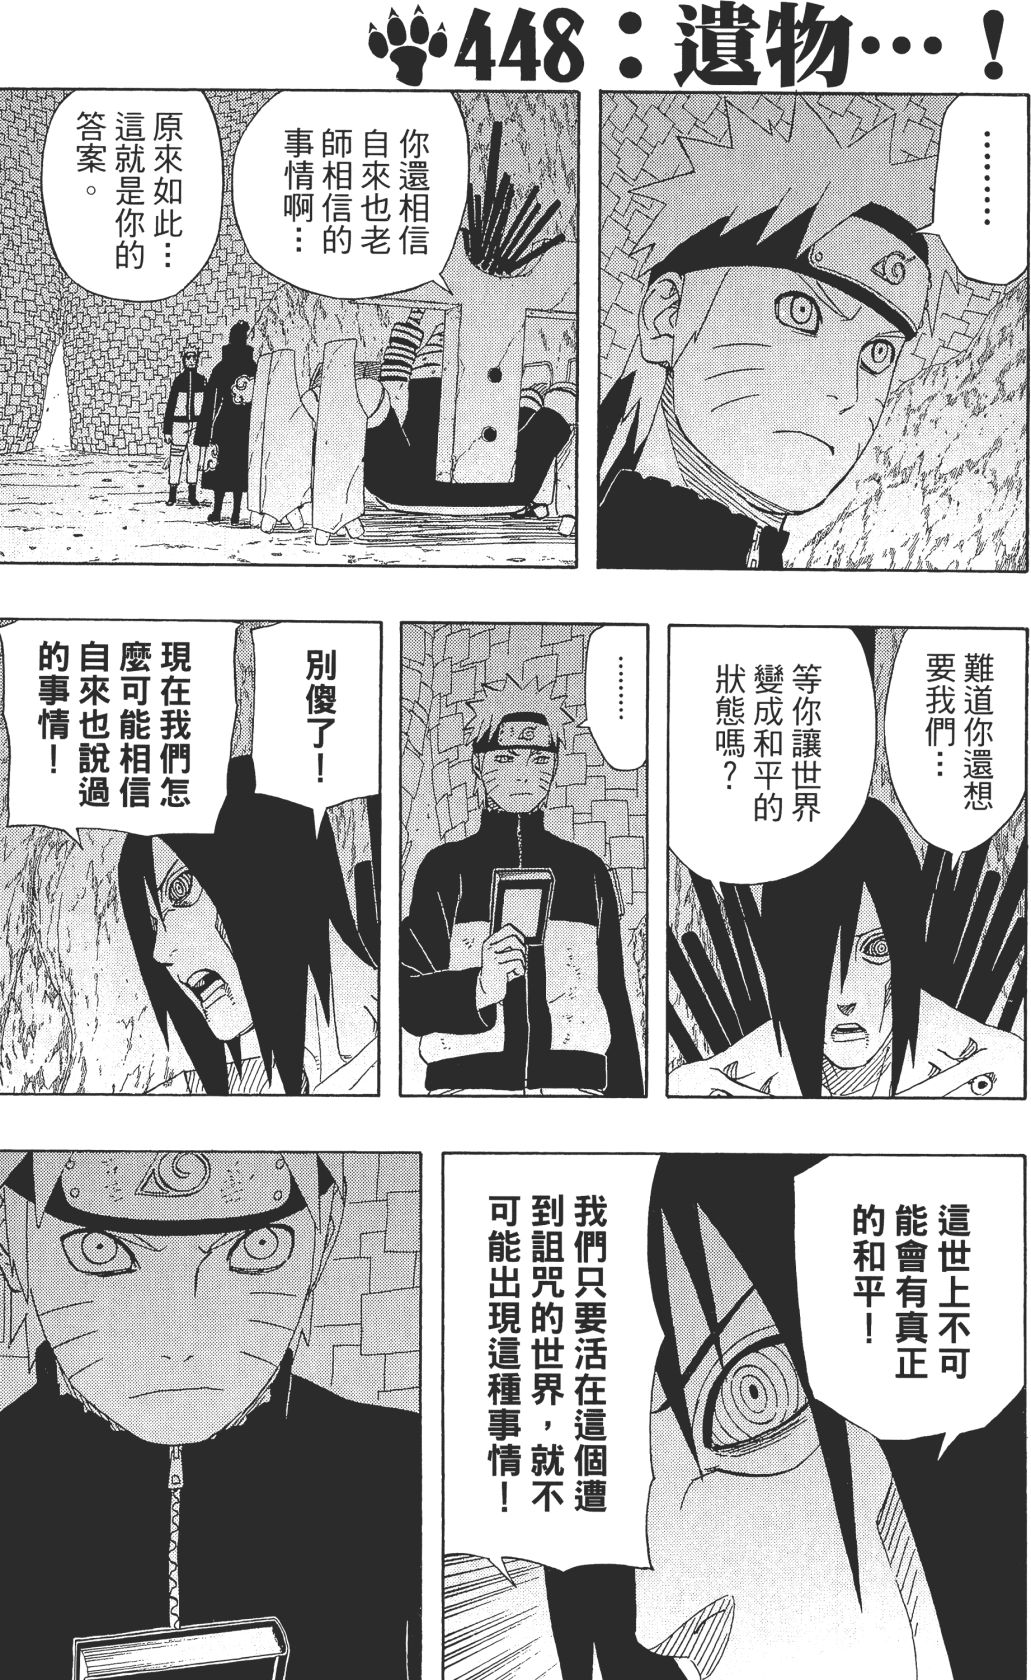 448：遺物…！
………
你還相信
自來也老
師相信的
事情啊…
原來如此…
這就是你的
答案。
難道你還想
要我們…
等你讓世界
變成和平的
狀態嗎？
………
別傻了！
現在我們怎
麼可能相信
自來也說過
的事情！
這世上不可
能會有真正
的和平！
我們只要活在這個遭
到詛咒的世界，就不
可能出現這種事情！